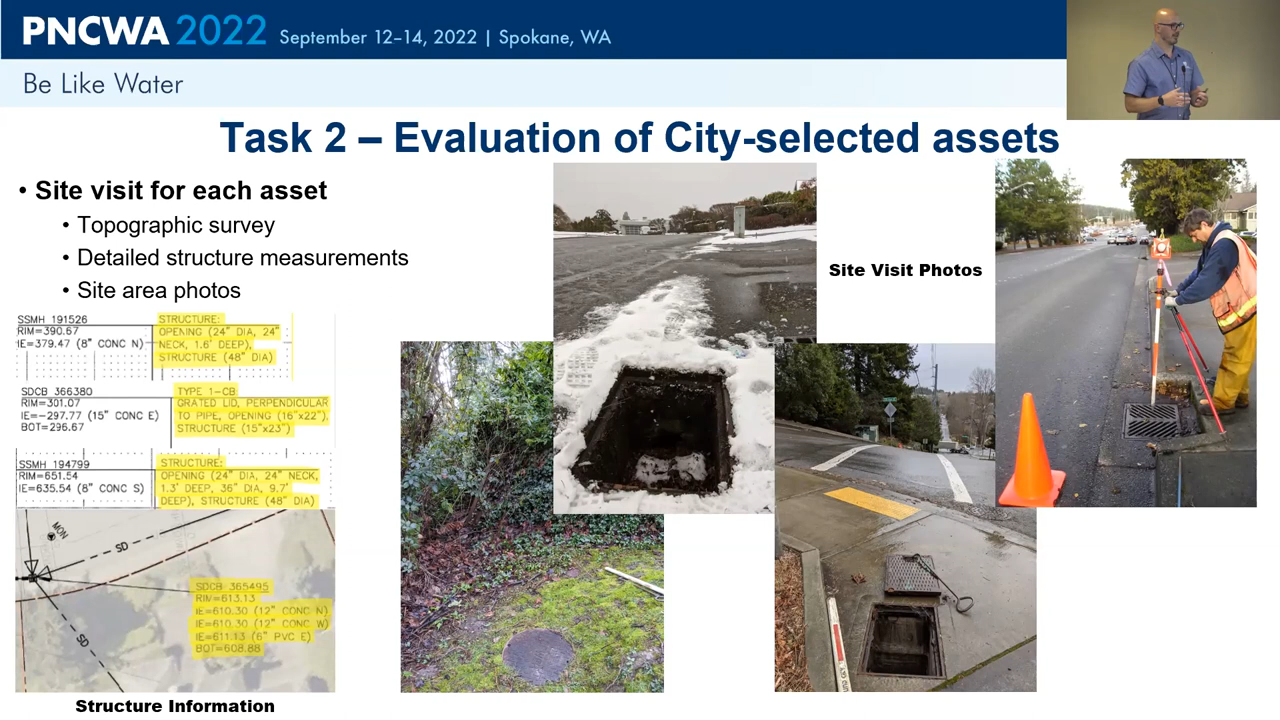 PNCWA 2022 September 12–14, 2022 | Spokane, WA
Be Like Water
Task 2 – Evaluation of City-selected assets
• Site visit for each asset
• Topographic survey
• Detailed structure measurements
• Site area photos
Site Visit Photos
SSMH 191526
RIM=390.67
IE=379.47 (8" CONC N)
STRUCTURE:
OPENING (24" DIA, 24"
NECK, 1.6' DEEP),
STRUCTURE (48" DIA)
SDCB 366380
RIM=301.07
IE=-297.77 (15" CONC E)
BOT=296.67
TYPE 1-CB
GRATED LID, PERPENDICULAR
TO PIPE, OPENING (16"x22"),
STRUCTURE (15"x23")
SSMH 194799
RIM=651.54
IE=635.54 (8" CONC S)
STRUCTURE:
OPENING (24" DIA, 24" NECK,
1.3' DEEP, 36" DIA, 9.7'
DEEP), STRUCTURE (48" DIA)
MON
SD
SD
SDCB 365495
RIM=613.13
IE=610.30 (12" CONC N)
IE=610.30 (12" CONC W)
IE=611.13 (6" PVC E)
BOT=608.88
Structure Information